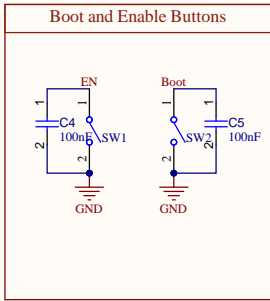 Boot and Enable Buttons
EN
Boot
1
1
1
1
C4
100nF
SW1
SW2
C5
100nF
2
2
2
2
GND
GND